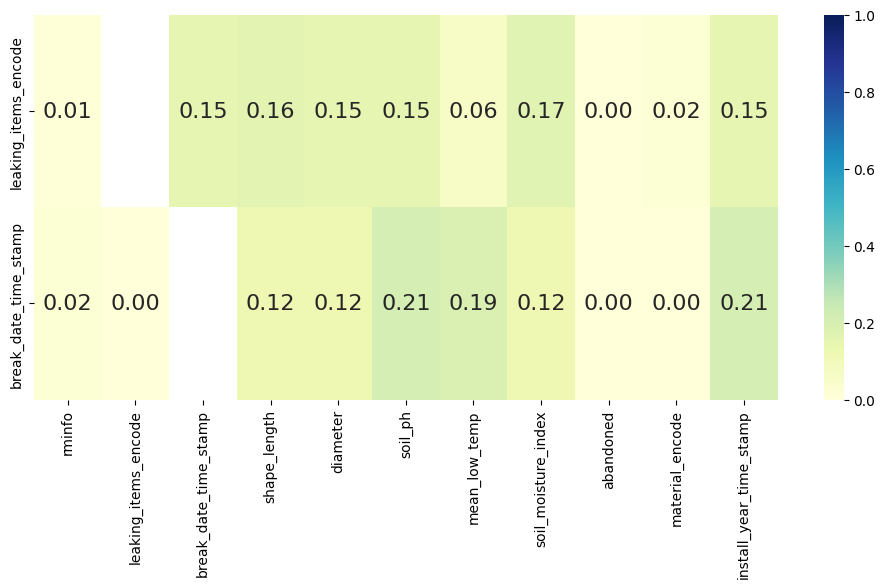 leaking_items_encode
0.01 0.15 0.16 0.15 0.15 0.06 0.17 0.00 0.02 0.15
break_date_time_stamp
0.02 0.00 0.12 0.12 0.21 0.19 0.12 0.00 0.00 0.21
rminfo
leaking_items_encode
break_date_time_stamp
shape_length
diameter
soil_ph
mean_low_temp
soil_moisture_index
abandoned
material_encode
install_year_time_stamp
1.0
0.8
0.6
0.4
0.2
0.0